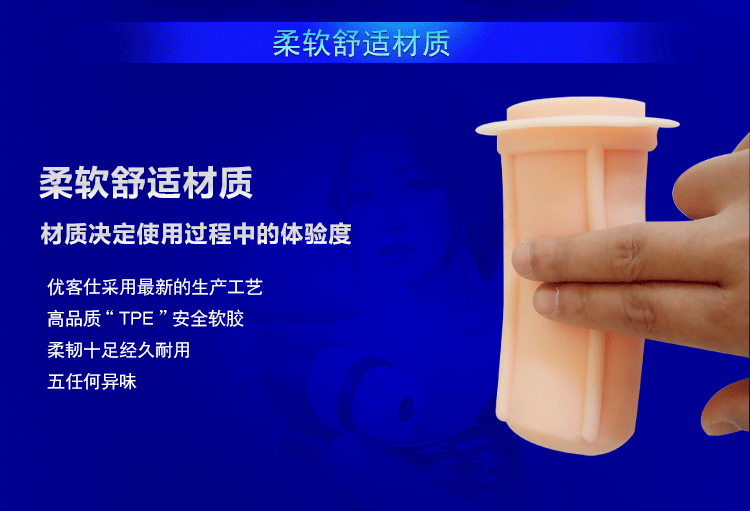 柔软舒适材质
柔软舒适材质
材质决定使用过程中的体验度
优客仕采用最新的生产工艺
高品质“TPE”安全软胶
柔韧十足经久耐用
五任何异味